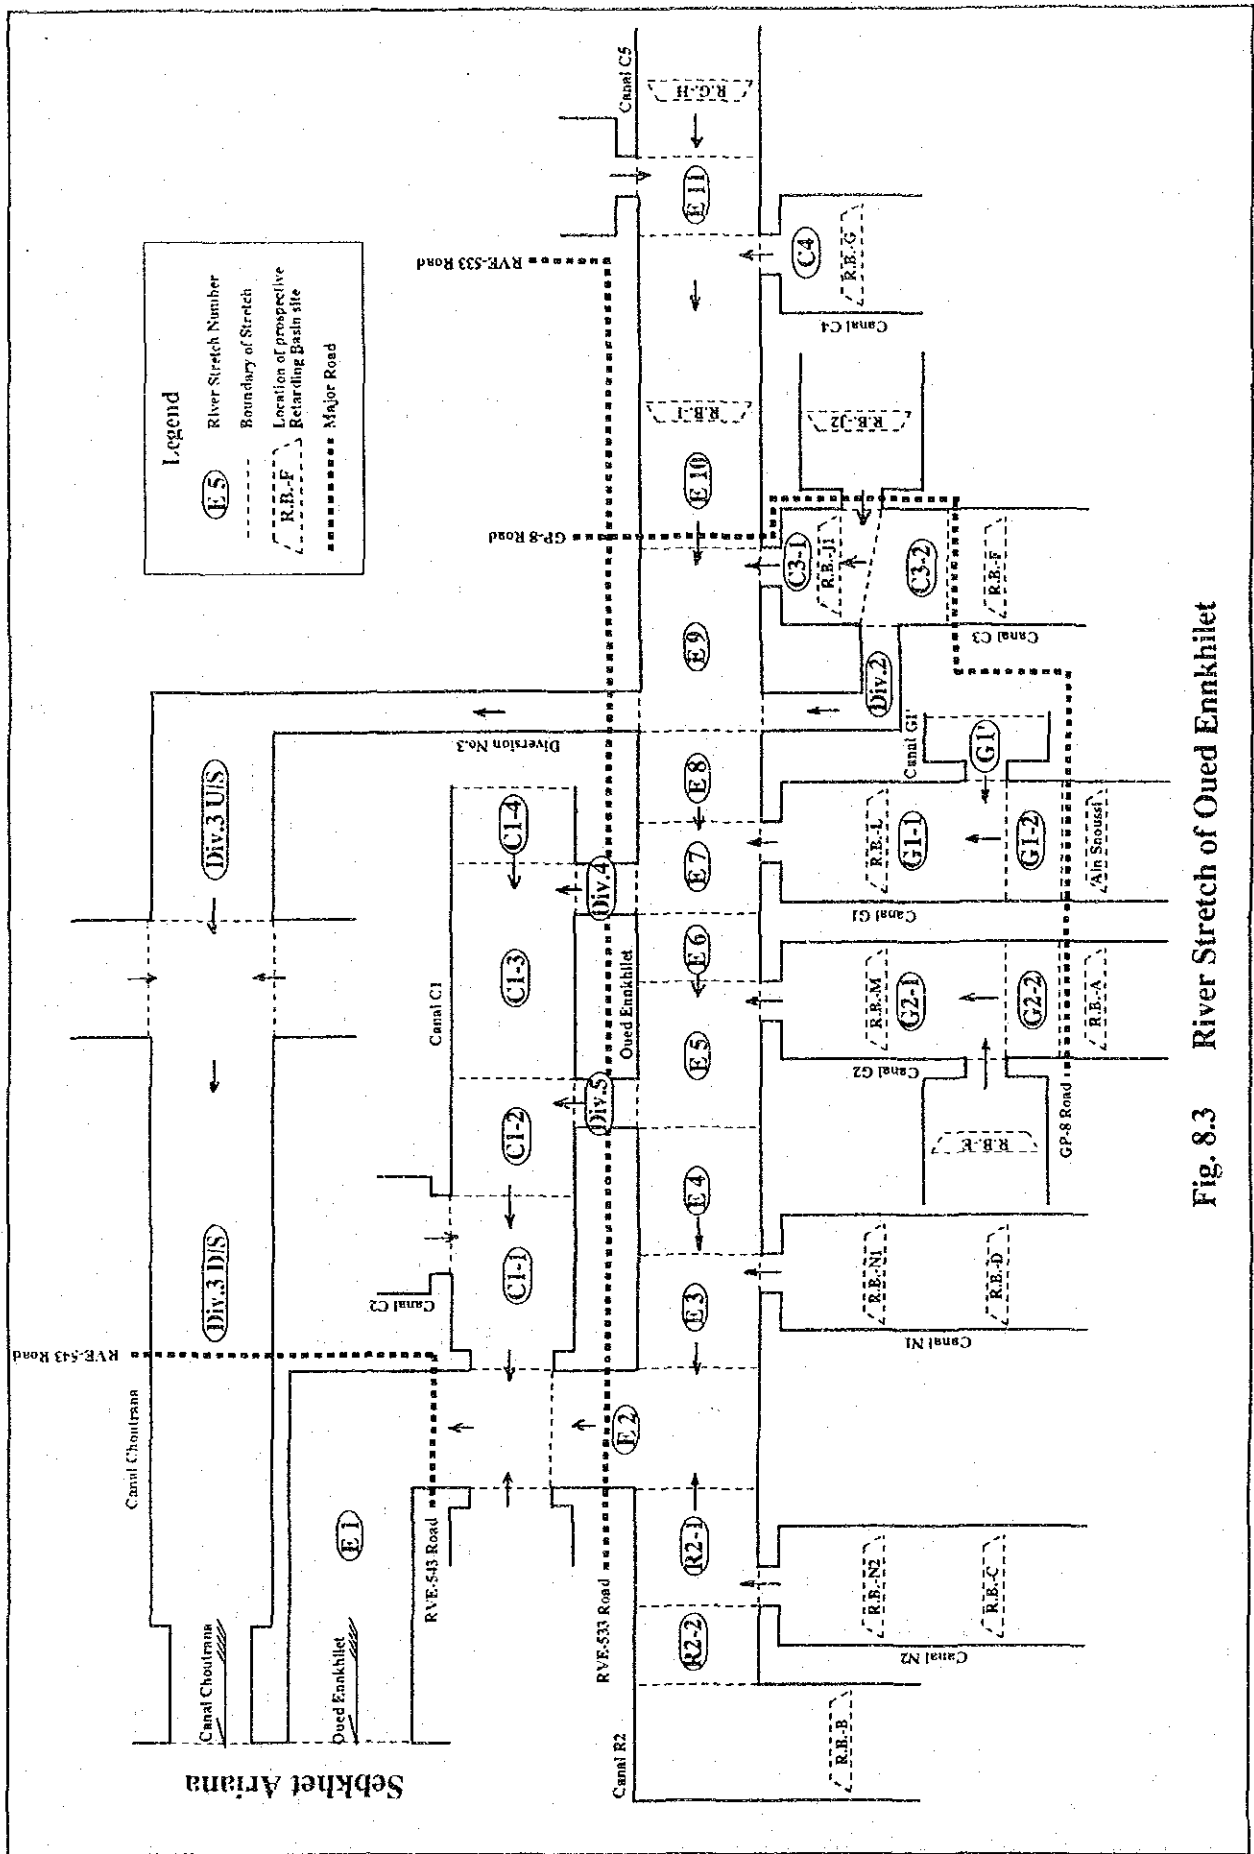 Legend
E 5
River Stretch Number
Boundary of Stretch
R.B.-F
Location of prospective
Retarding Basin site
Major Road
Sebkhet Ariana
Canal Choutrana
Oued Ennkhilet
Canal Choutrana
RVE-543 Road
Div.3 D/S
Div.3 U/S
Diversion No.3
E 1
RVE-543 Road
Canal C2
C1-1
C1-2
C1-3
C1-4
Canal C1
Div.5
Div.4
Oued Ennkhilet
RVE-533 Road
GP-8 Road
RVE-533 Road
Canal C5
Canal R2
E 2
R2-2
R2-1
E 3
E 4
E 5
E 6
E 7
E 8
E 9
E 10
R.B.-I
E 11
R.G.-H
R.B.-B
R.B.-N2
R.B.-C
Canal N2
R.B.-N1
R.B.-D
Canal N1
R.B.-E
Canal G2
R.B.-M
G2-1
G2-2
R.B.-A
GP-8 Road
Canal G1
R.B.-L
G1-1
G1-2
Ain Snoussi
Canal G1'
G1'
Div.2
C3-1
R.B.-J1
C3-2
R.B.-F
Canal C3
R.B.-J2
C4
R.B.-G
Canal C4
Fig. 8.3 River Stretch of Oued Ennkhilet